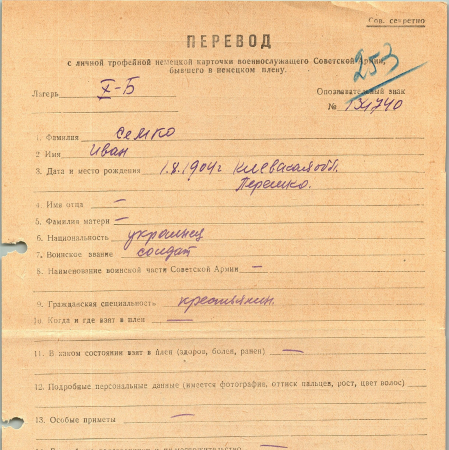 Сов. секретно
ПЕРЕВОД
с личной трофейной немецкой карточки военнослужащего Советской Армии,
бывшего в немецком плену.
253
Лагерь X-Б
Опознавательный знак
№ 134740
1. Фамилия Семко
2 Имя Иван
3. Дата и место рождения 1.8.1904г Киевская обл.
Перемко.
4. Имя отца —
5. Фамилия матери —
6. Национальность украинец
7. Воинское звание солдат
8. Наименование воинской части Советской Армии —
9. Гражданская специальность крестьянин.
10. Когда и где взят в плен —
11. В каком состоянии взят в плен (здоров, болен, ранен) —
12. Подробные персональные данные (имеется фотография, оттиск пальцев, рост, цвет волос)
13. Особые приметы —